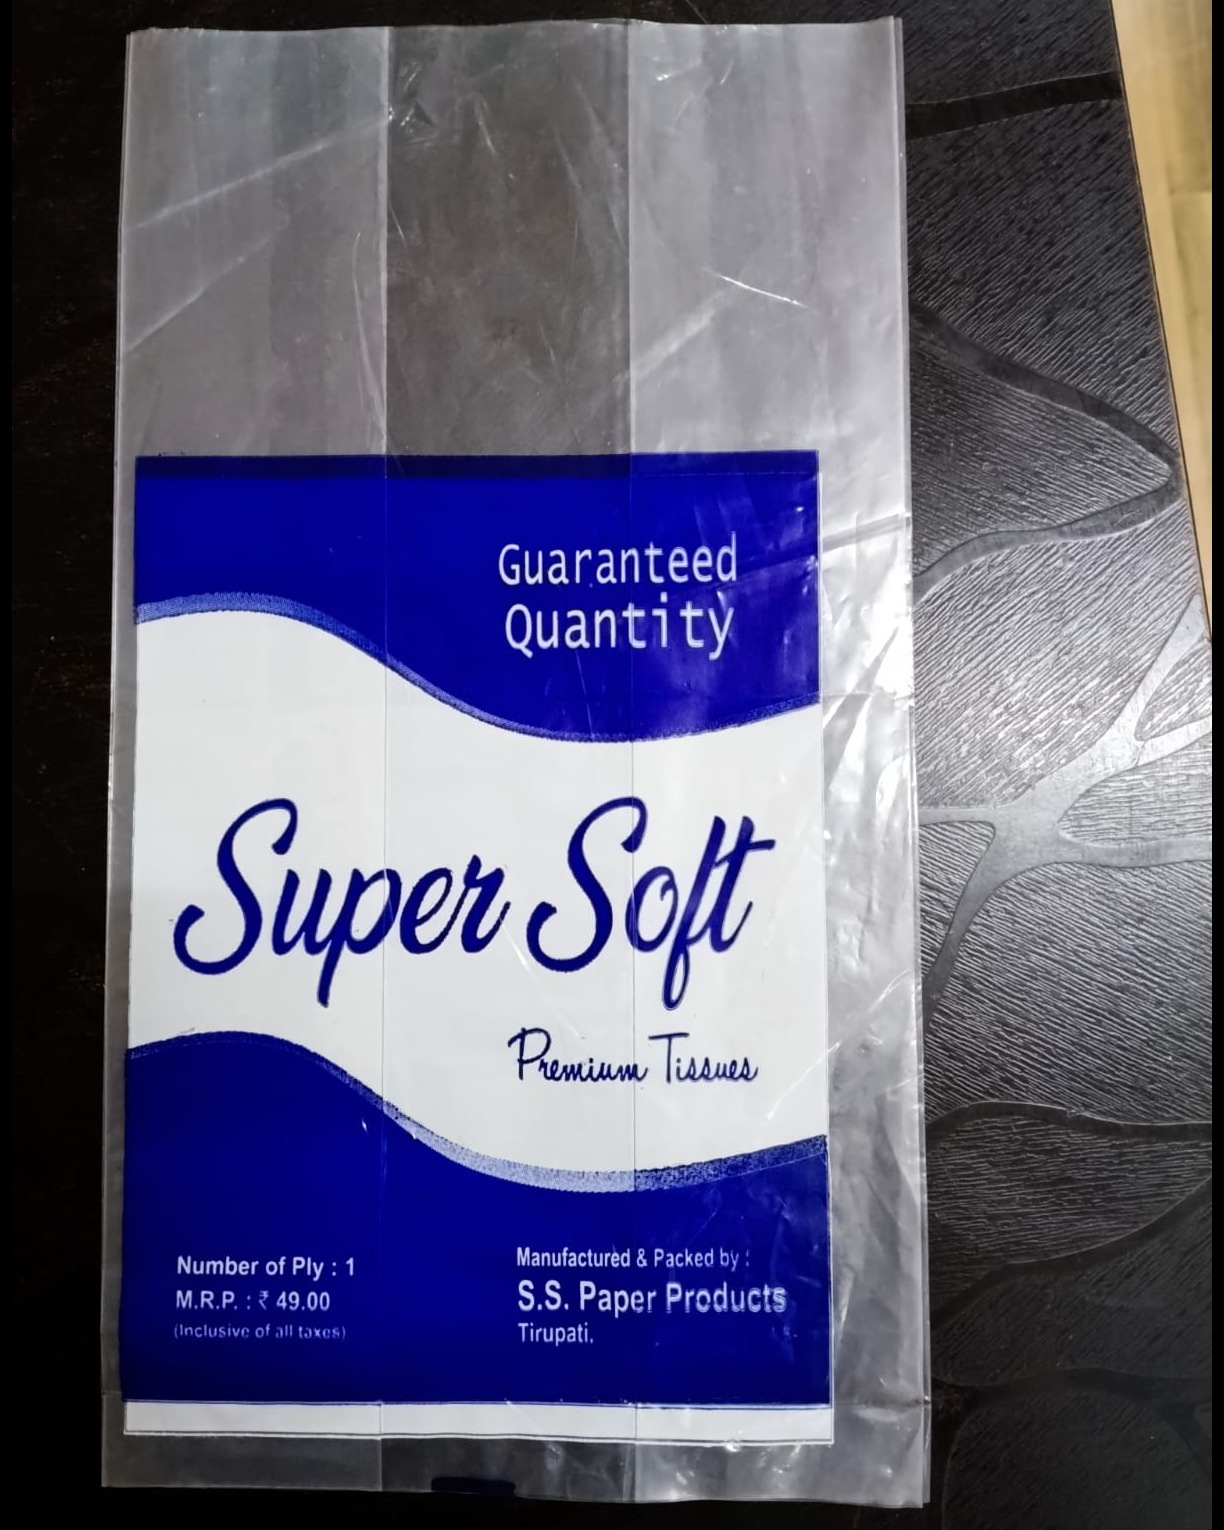 Guaranteed
Quantity
Super Soft
Premium Tissues
Number of Ply : 1
M.R.P. : ₹ 49.00
(Inclusive of all taxes)
Manufactured & Packed by :
S.S. Paper Products
Tirupati.